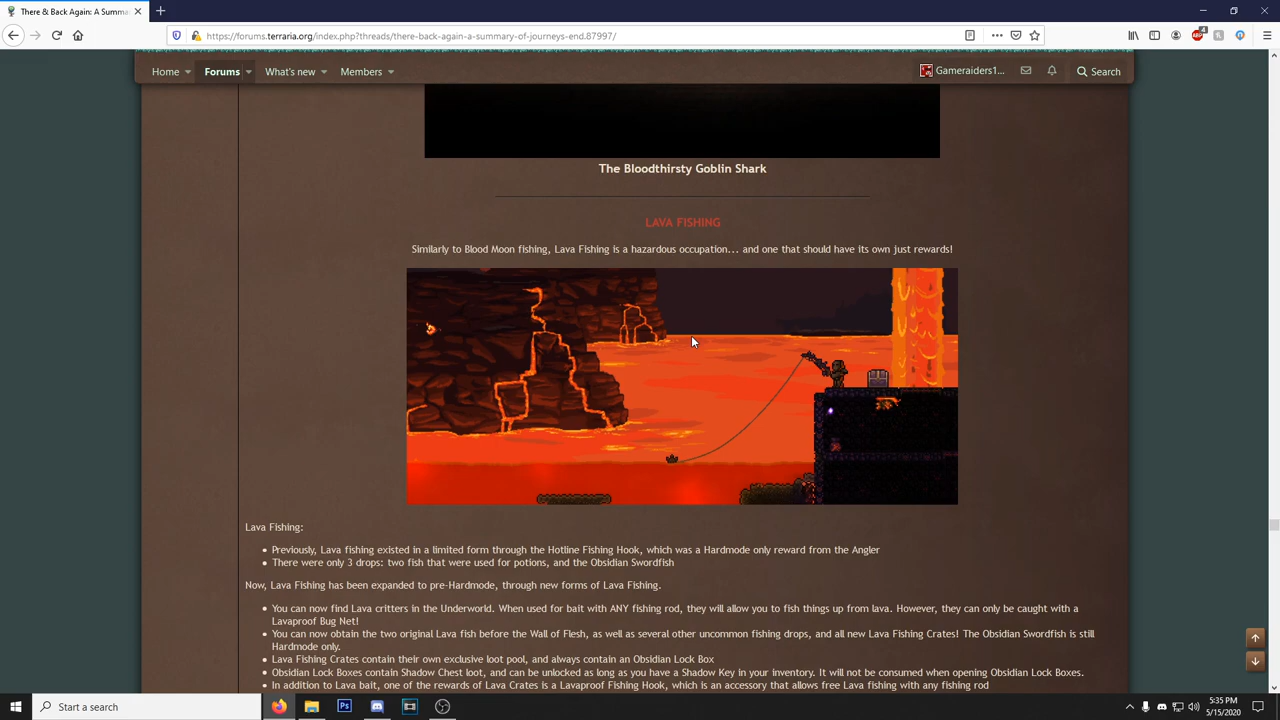 There & Back Again: A Summa
https://forums.terraria.org/index.php?threads/there-back-again-a-summary-of-journeys-end.87997/
Home Forums What's new Members Gameraiders1... Search
The Bloodthirsty Goblin Shark
LAVA FISHING
Similarly to Blood Moon fishing, Lava Fishing is a hazardous occupation... and one that should have its own just rewards!
Lava Fishing:
• Previously, Lava fishing existed in a limited form through the Hotline Fishing Hook, which was a Hardmode only reward from the Angler
• There were only 3 drops: two fish that were used for potions, and the Obsidian Swordfish
Now, Lava Fishing has been expanded to pre-Hardmode, through new forms of Lava Fishing.
• You can now find Lava critters in the Underworld. When used for bait with ANY fishing rod, they will allow you to fish things up from lava. However, they can only be caught with a
Lavaproof Bug Net!
• You can now obtain the two original Lava fish before the Wall of Flesh, as well as several other uncommon fishing drops, and all new Lava Fishing Crates! The Obsidian Swordfish is still
Hardmode only.
• Lava Fishing Crates contain their own exclusive loot pool, and always contain an Obsidian Lock Box
• Obsidian Lock Boxes contain Shadow Chest loot, and can be unlocked as long as you have a Shadow Key in your inventory. It will not be consumed when opening Obsidian Lock Boxes.
• In addition to Lava bait, one of the rewards of Lava Crates is a Lavaproof Fishing Hook, which is an accessory that allows free Lava fishing with any fishing rod
Start a search
5:35 PM
5/15/2020